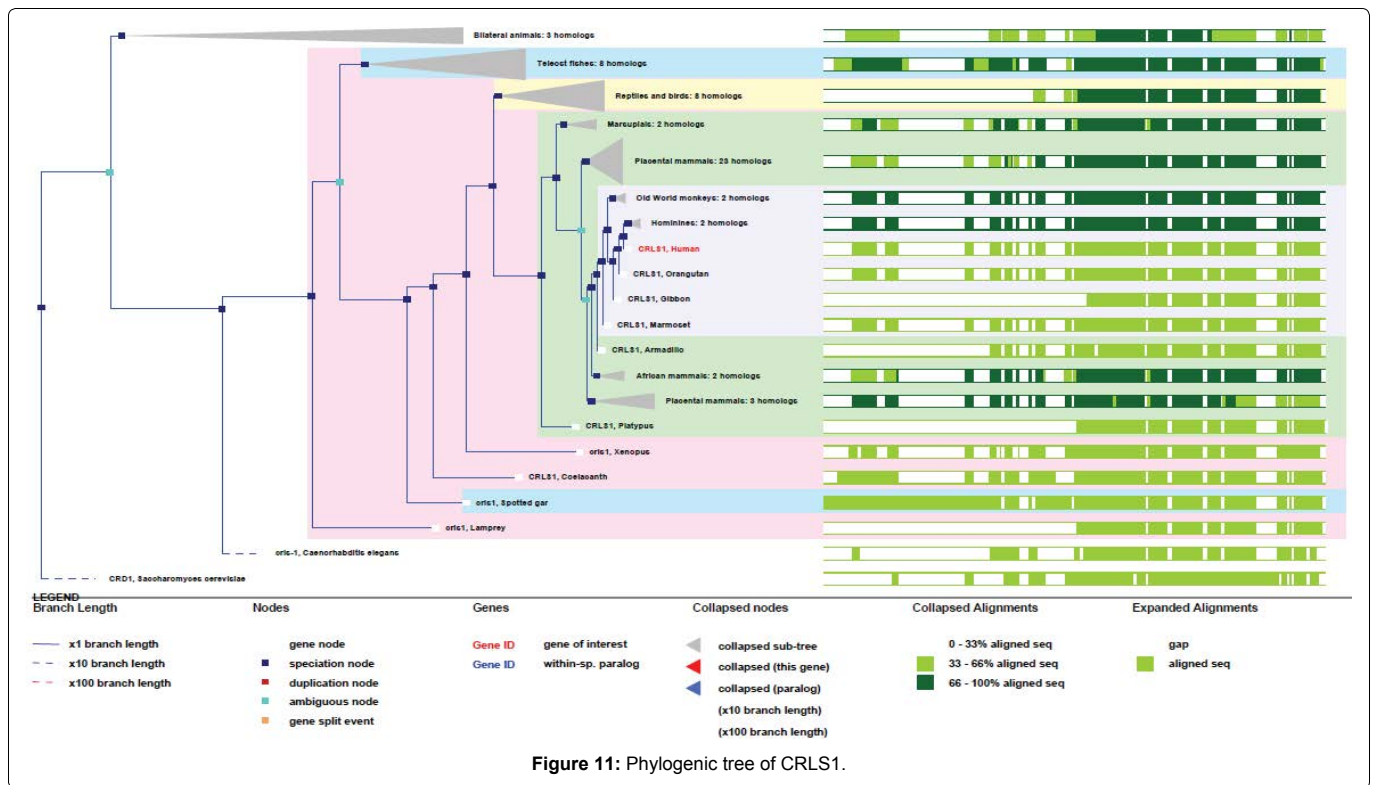 Bilateral animals: 3 homologs
Teleost fishes: 8 homologs
Reptiles and birds: 8 homologs
Marsupials: 2 homologs
Placental mammals: 23 homologs
Old World monkeys: 2 homologs
Hominines: 2 homologs
CRLS1, Human
CRLS1, Orangutan
CRLS1, Gibbon
CRLS1, Marmoset
CRLS1, Armadillo
African mammals: 2 homologs
Placental mammals: 3 homologs
CRLS1, Platypus
crls1, Xenopus
CRLS1, Coelacanth
crls1, Spotted gar
crls1, Lamprey
crls-1, Caenorhabditis elegans
CRD1, Saccharomyces cerevisiae
LEGEND
Branch Length Nodes Genes Collapsed nodes Collapsed Alignments Expanded Alignments
x1 branch length gene node Gene ID gene of interest collapsed sub-tree 0 - 33% aligned seq gap
x10 branch length speciation node Gene ID within-sp. paralog collapsed (this gene) 33 - 66% aligned seq aligned seq
x100 branch length duplication node collapsed (paralog) 66 - 100% aligned seq
ambiguous node (x10 branch length)
gene split event (x100 branch length)
Figure 11: Phylogenic tree of CRLS1.